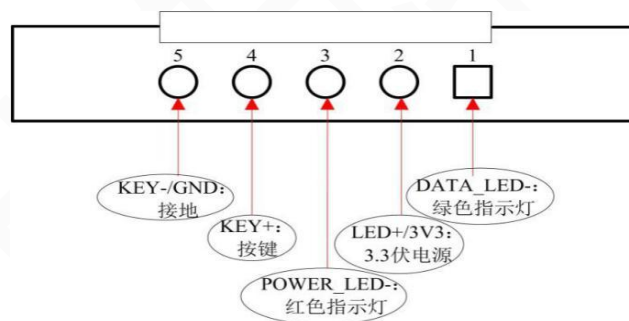 5 4 3 2 1
KEY-/GND:
接地
KEY+:
按键
POWER_LED-:
红色指示灯
LED+/3V3:
3.3伏电源
DATA_LED-:
绿色指示灯